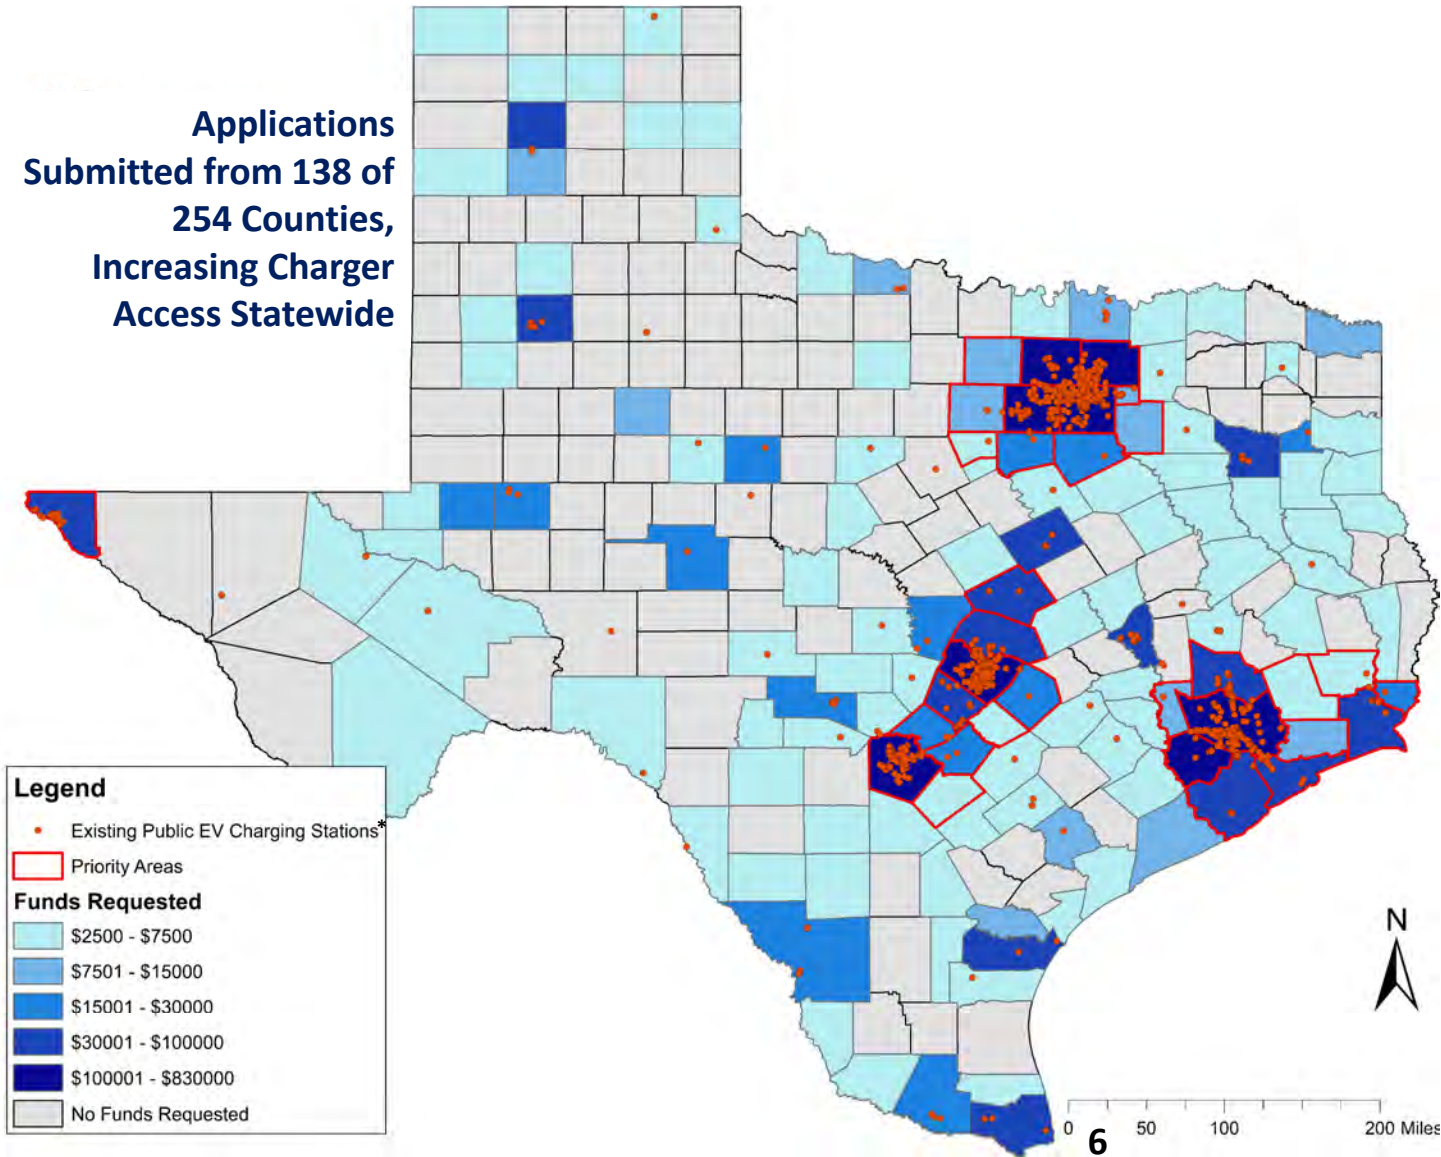 Applications
Submitted from 138 of
254 Counties,
Increasing Charger
Access Statewide
Legend
Existing Public EV Charging Stations*
Priority Areas
Funds Requested
$2500 - $7500
$7501 - $15000
$15001 - $30000
$30001 - $100000
$100001 - $830000
No Funds Requested
N
0 50 100 200 Miles
6